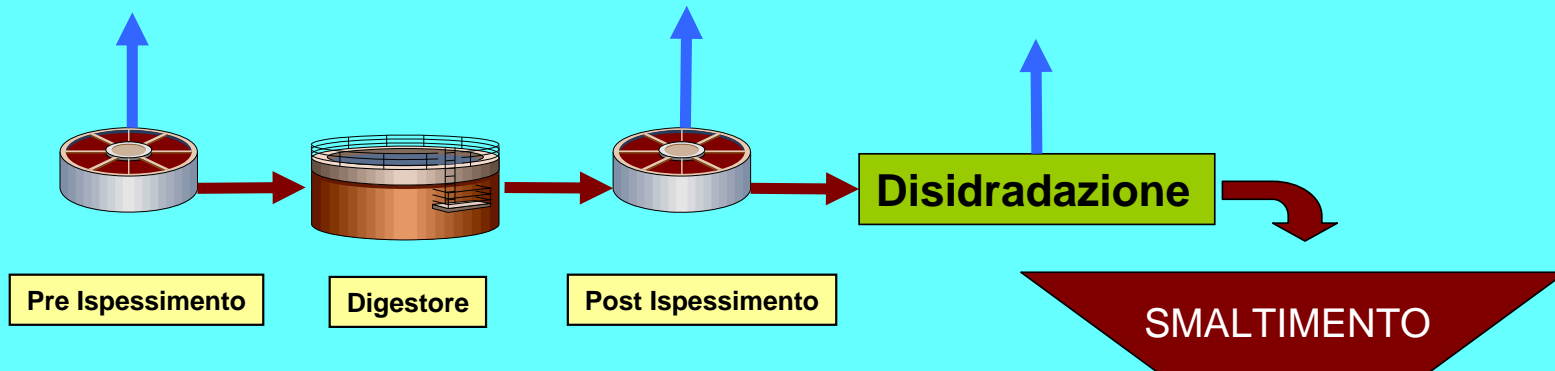 Disidradazione
Pre Ispessimento
Digestore
Post Ispessimento
SMALTIMENTO